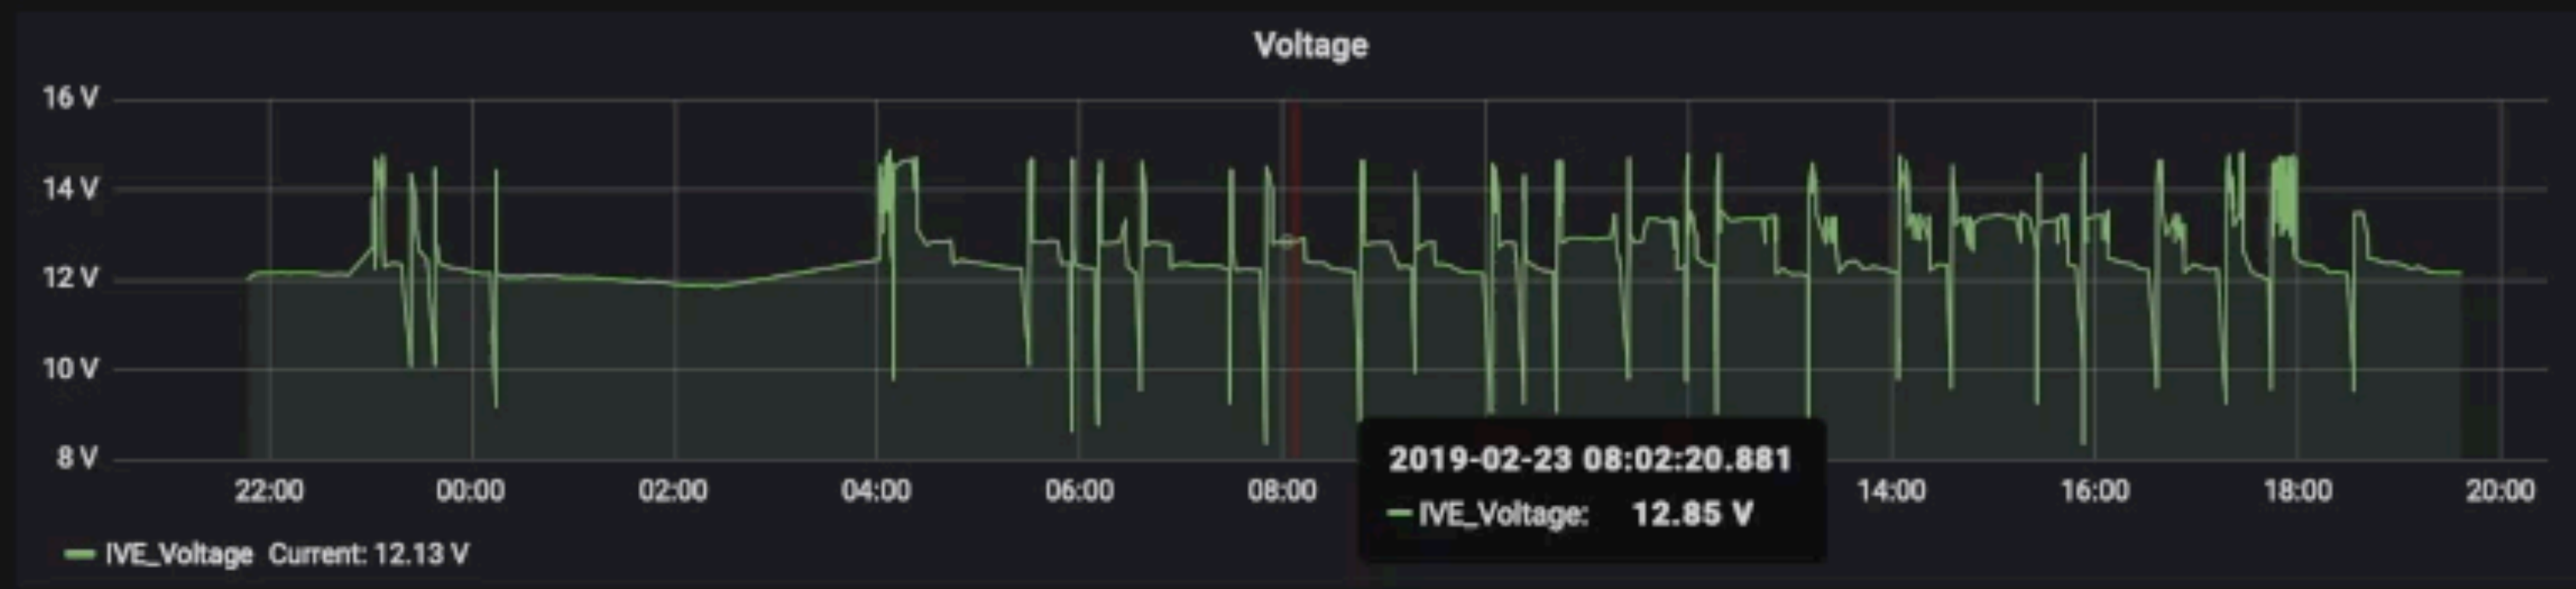 Voltage
16 V
14 V
12 V
10 V
8 V
22:00 00:00 02:00 04:00 06:00 08:00 14:00 16:00 18:00 20:00
2019-02-23 08:02:20.881
IVE_Voltage: 12.85 V
IVE_Voltage Current: 12.13 V